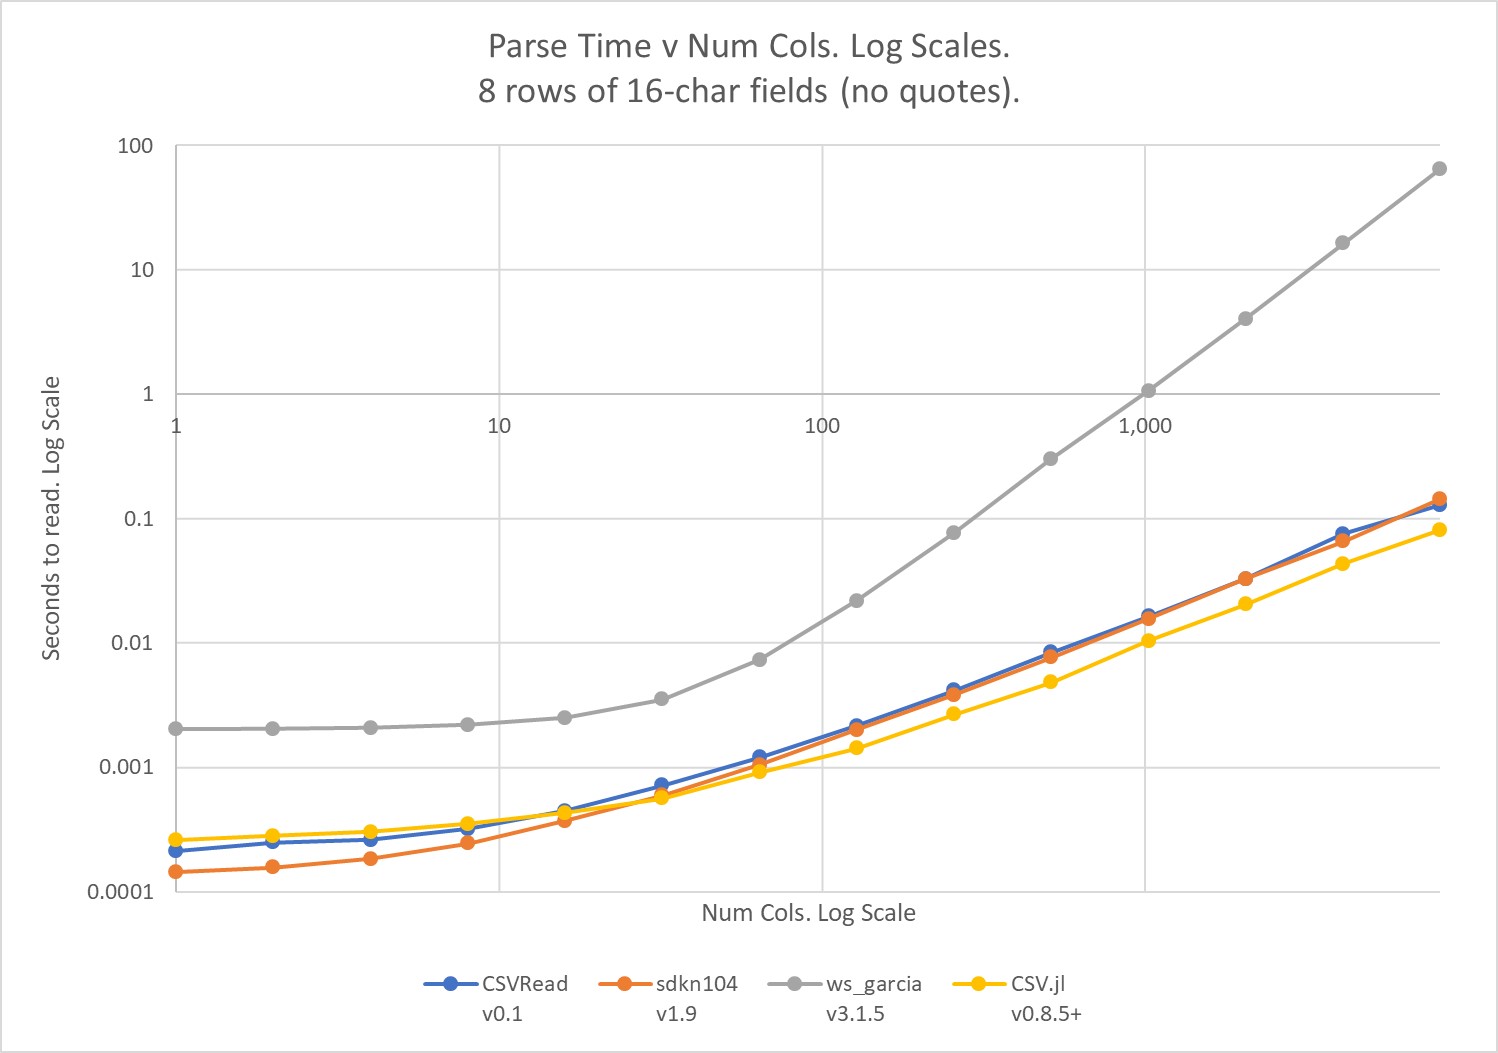 Parse Time v Num Cols. Log Scales.
8 rows of 16-char fields (no quotes).
100
10
1
0.1
0.01
0.001
0.0001
Seconds to read. Log Scale
1
10
100
1,000
Num Cols. Log Scale
CSVRead
v0.1
sdkn104
v1.9
ws_garcia
v3.1.5
CSV.jl
v0.8.5+